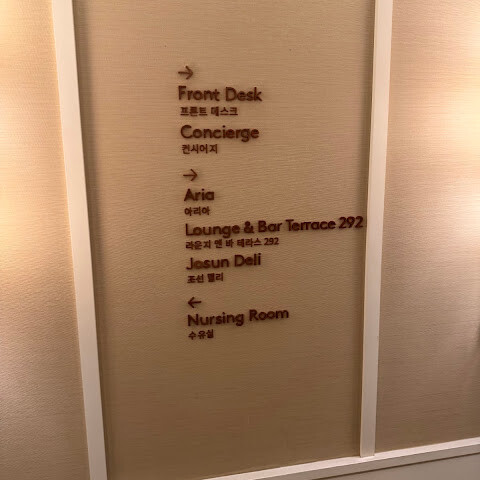 →
Front Desk
프론트 데스크
Concierge
컨시어지
→
Aria
아리아
Lounge & Bar Terrace 292
라운지 앤 바 테라스 292
Josun Deli
조선 델리
←
Nursing Room
수유실